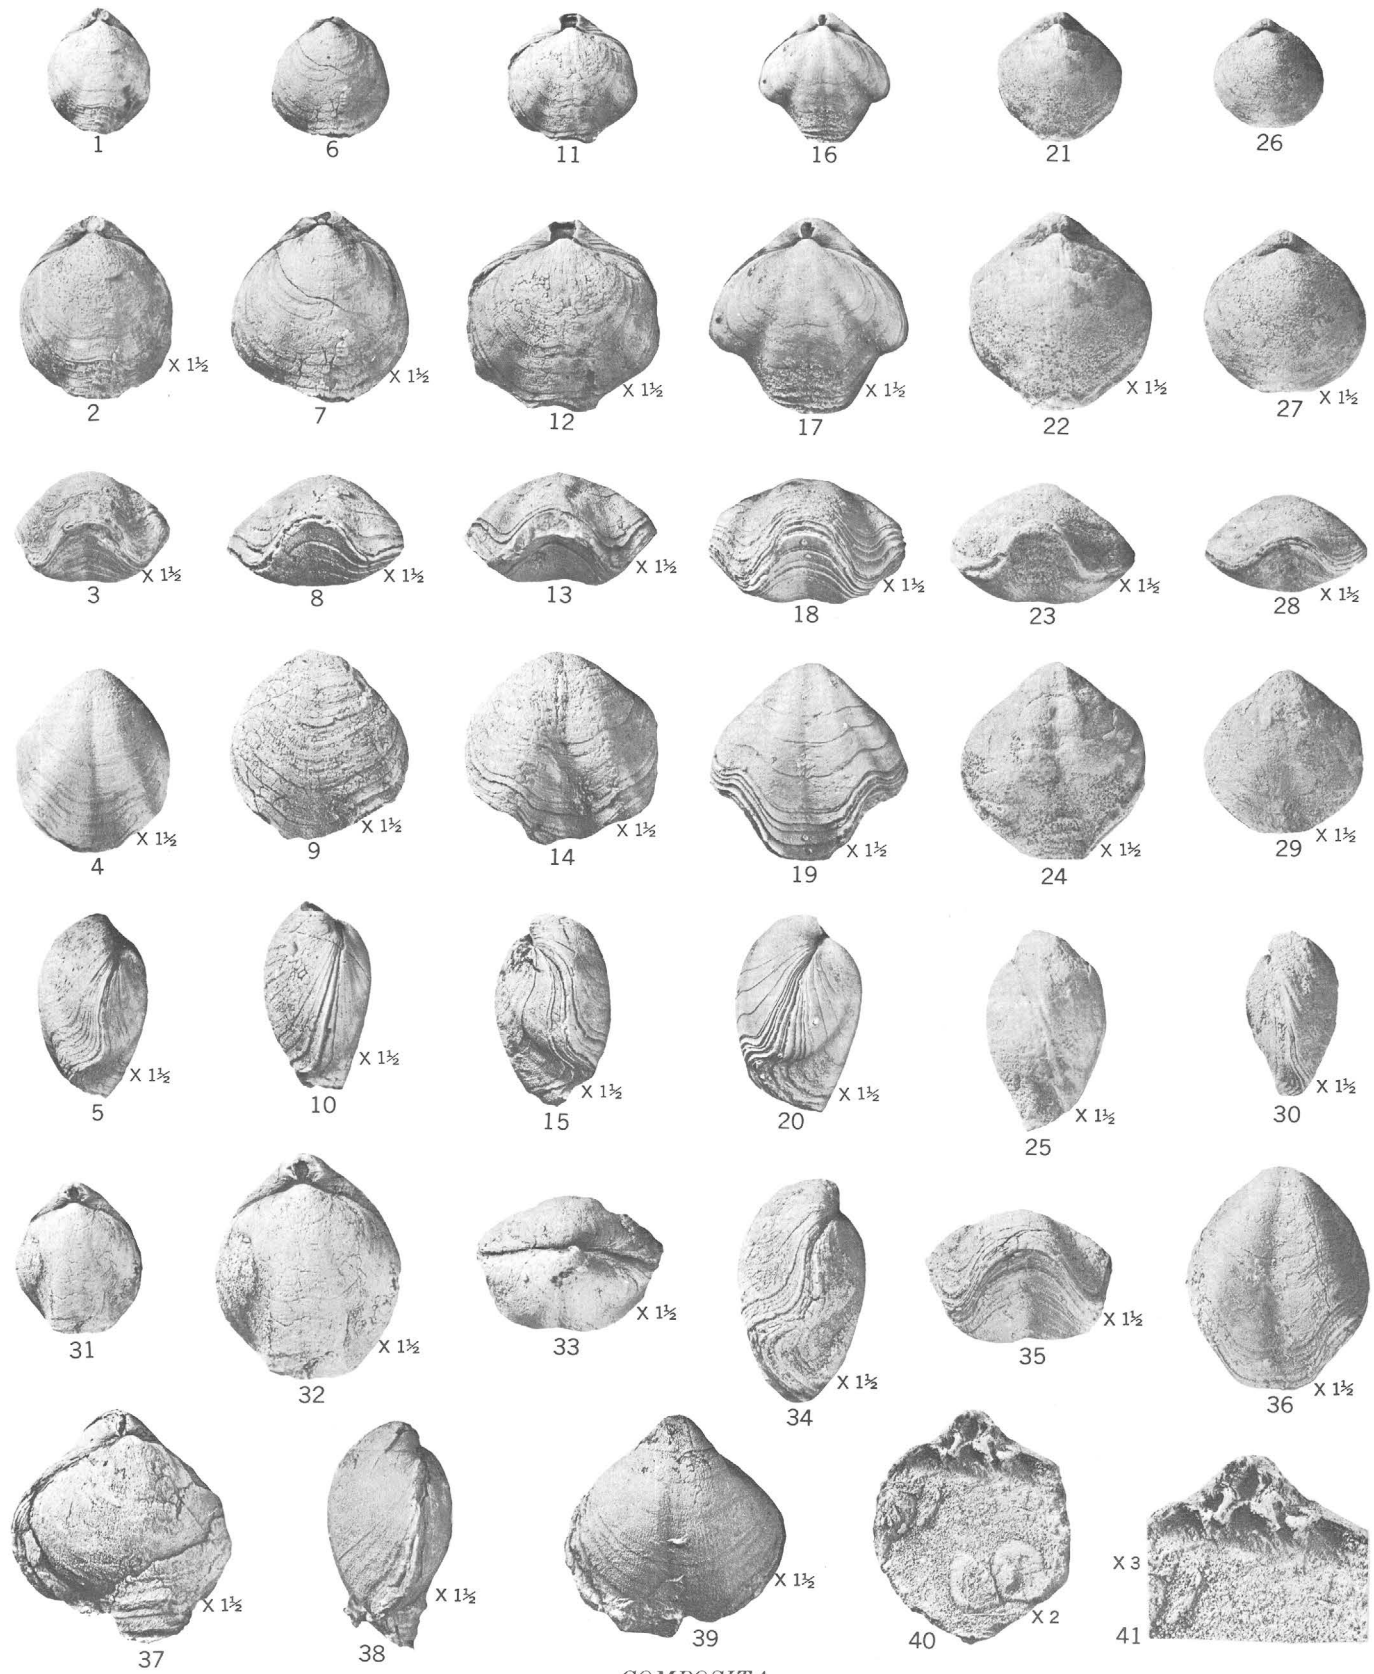 1 6 11 16 21 26
X 1½ X 1½ X 1½ X 1½ X 1½ X 1½
2 7 12 17 22 27
X 1½ X 1½ X 1½ X 1½ X 1½ X 1½
3 8 13 18 23 28
X 1½ X 1½ X 1½ X 1½ X 1½ X 1½
4 9 14 19 24 29
X 1½ X 1½ X 1½ X 1½ X 1½ X 1½
5 10 15 20 25 30
X 1½ X 1½ X 1½ X 1½
31 32 33 34 35 36
X 1½ X 1½ X 1½ X 2 X 3
37 38 39 40 41
COMPOSITA